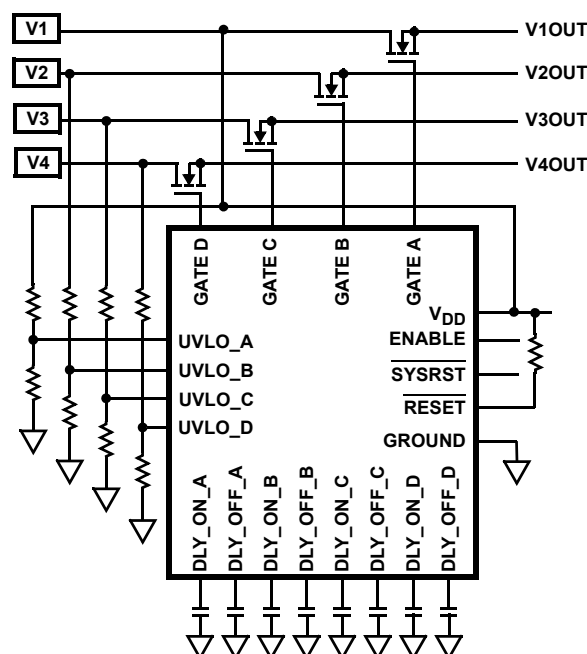 V1
V1OUT
V2
V2OUT
V3
V3OUT
V4
V4OUT
GATE D
GATE C
GATE B
GATE A
VDD
UVLO_A
ENABLE
UVLO_B
SYSRST
UVLO_C
RESET
UVLO_D
GROUND
DLY_ON_A
DLY_OFF_A
DLY_ON_B
DLY_OFF_B
DLY_ON_C
DLY_OFF_C
DLY_ON_D
DLY_OFF_D